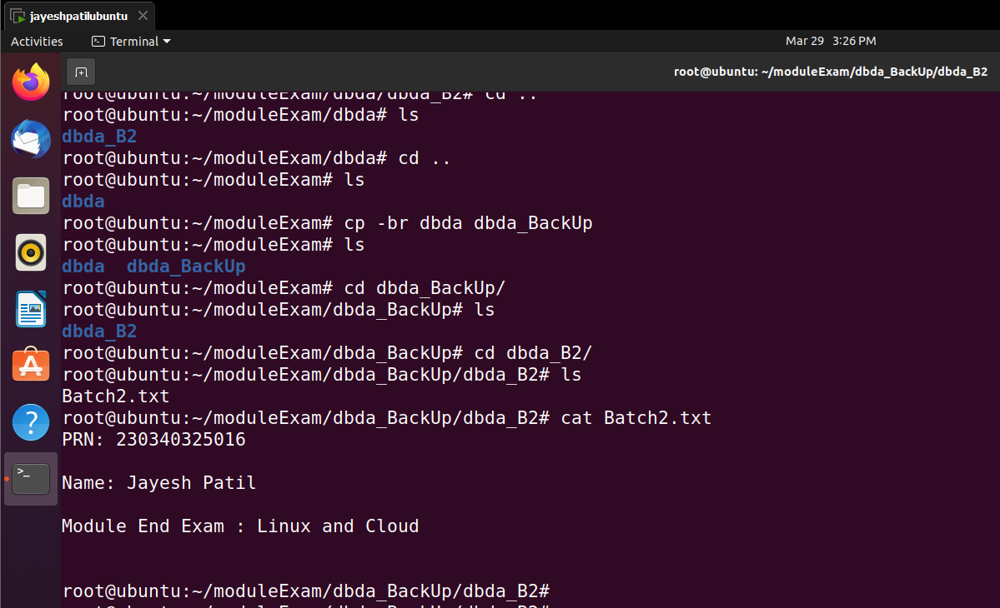 jayeshpatilubuntu
Activities Terminal Mar 29 3:26 PM
root@ubuntu: ~/moduleExam/dbda_BackUp/dbda_B2
root@ubuntu:~/moduleExam/dbda/dbda_B2# cd ..
root@ubuntu:~/moduleExam/dbda# ls
dbda_B2
root@ubuntu:~/moduleExam/dbda# cd ..
root@ubuntu:~/moduleExam# ls
dbda
root@ubuntu:~/moduleExam# cp -br dbda dbda_BackUp
root@ubuntu:~/moduleExam# ls
dbda  dbda_BackUp
root@ubuntu:~/moduleExam# cd dbda_BackUp/
root@ubuntu:~/moduleExam/dbda_BackUp# ls
dbda_B2
root@ubuntu:~/moduleExam/dbda_BackUp# cd dbda_B2/
root@ubuntu:~/moduleExam/dbda_BackUp/dbda_B2# ls
Batch2.txt
root@ubuntu:~/moduleExam/dbda_BackUp/dbda_B2# cat Batch2.txt
PRN: 230340325016
Name: Jayesh Patil
Module End Exam : Linux and Cloud
root@ubuntu:~/moduleExam/dbda_BackUp/dbda_B2#
root@ubuntu:~/moduleExam/dbda_BackUp/dbda_B2#